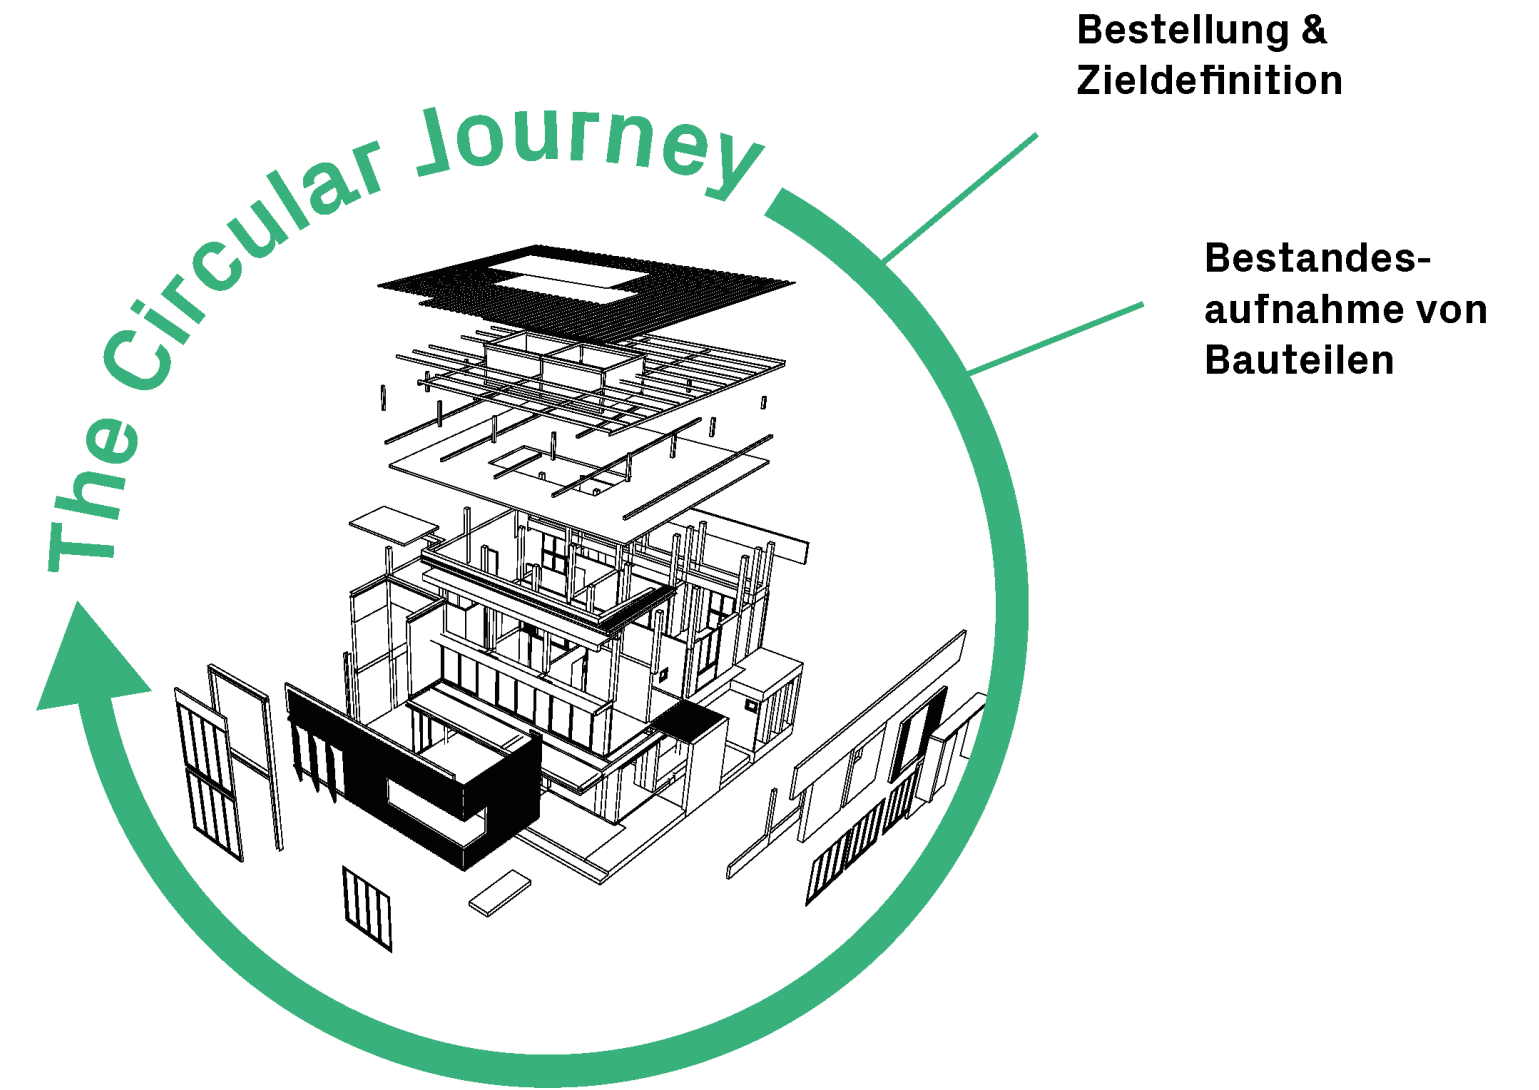 The Circular Journey
Bestellung &
Zieldefinition
Bestandes-
aufnahme von
Bauteilen